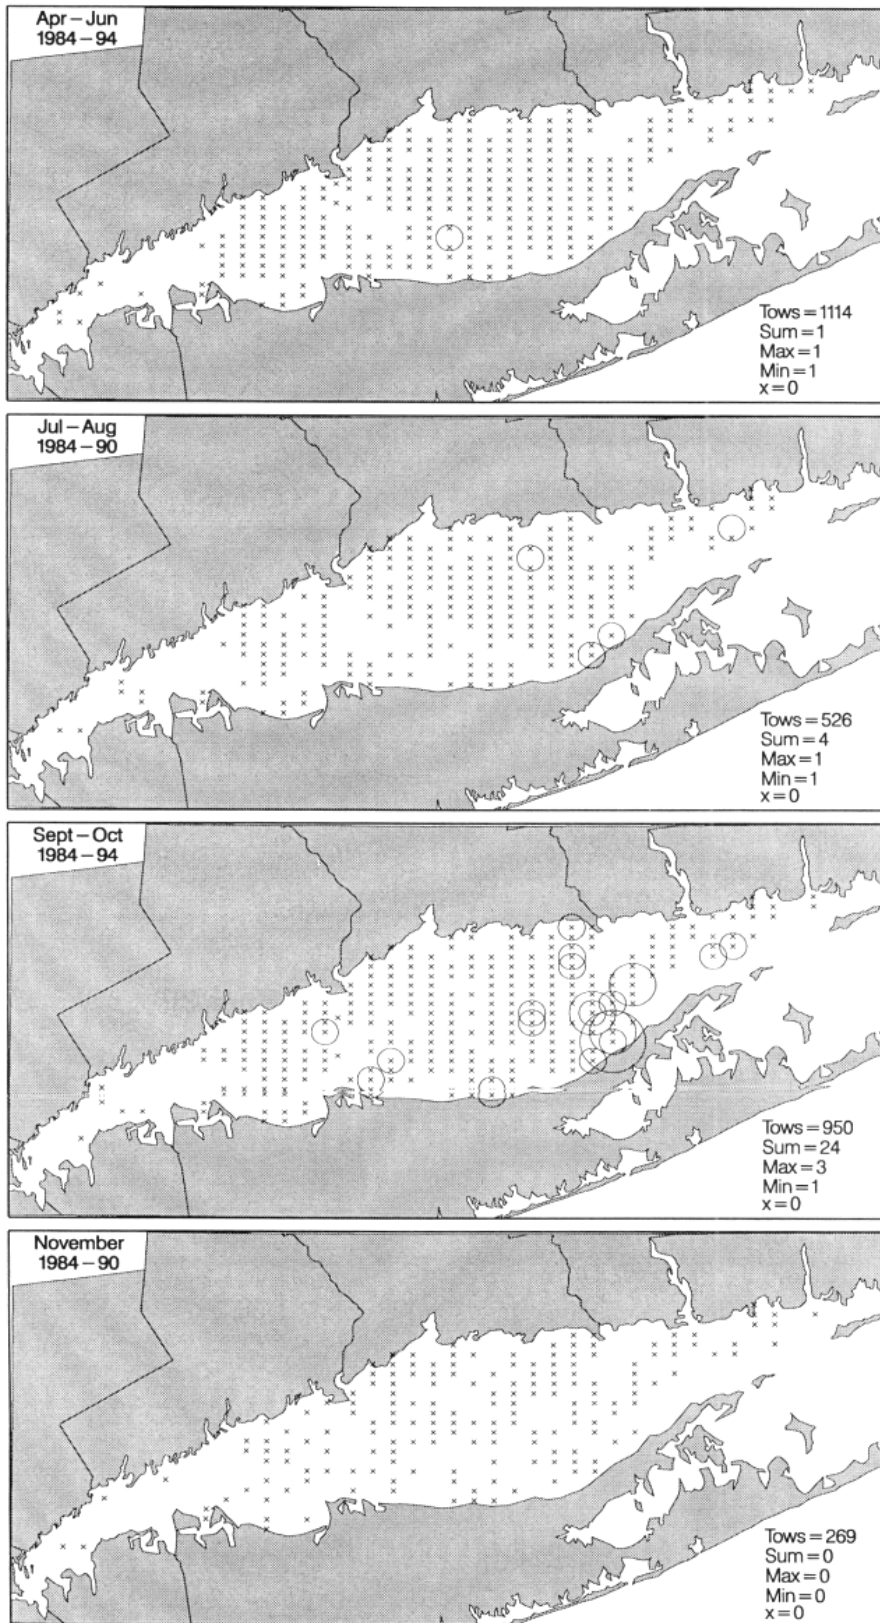 Apr–Jun
1984–94
Tows=1114
Sum=1
Max=1
Min=1
x=0
Jul–Aug
1984–90
Tows=526
Sum=4
Max=1
Min=1
x=0
Sept–Oct
1984–94
Tows=950
Sum=24
Max=3
Min=1
x=0
November
1984–90
Tows=269
Sum=0
Max=0
Min=0
x=0